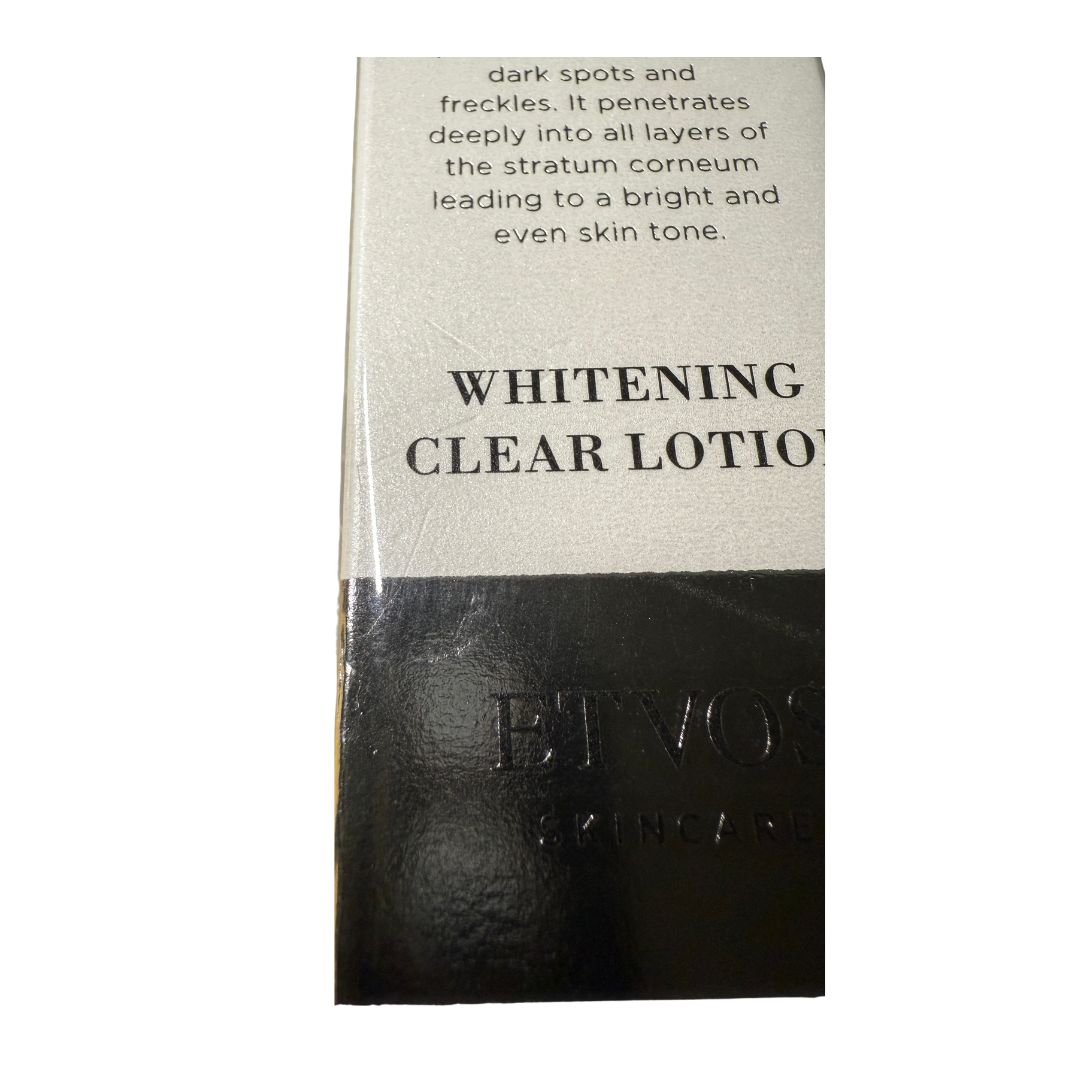 dark spots and
freckles. It penetrates
deeply into all layers of
the stratum corneum
leading to a bright and
even skin tone.
WHITENING
CLEAR LOTIO
ETVOS
SKINCARE